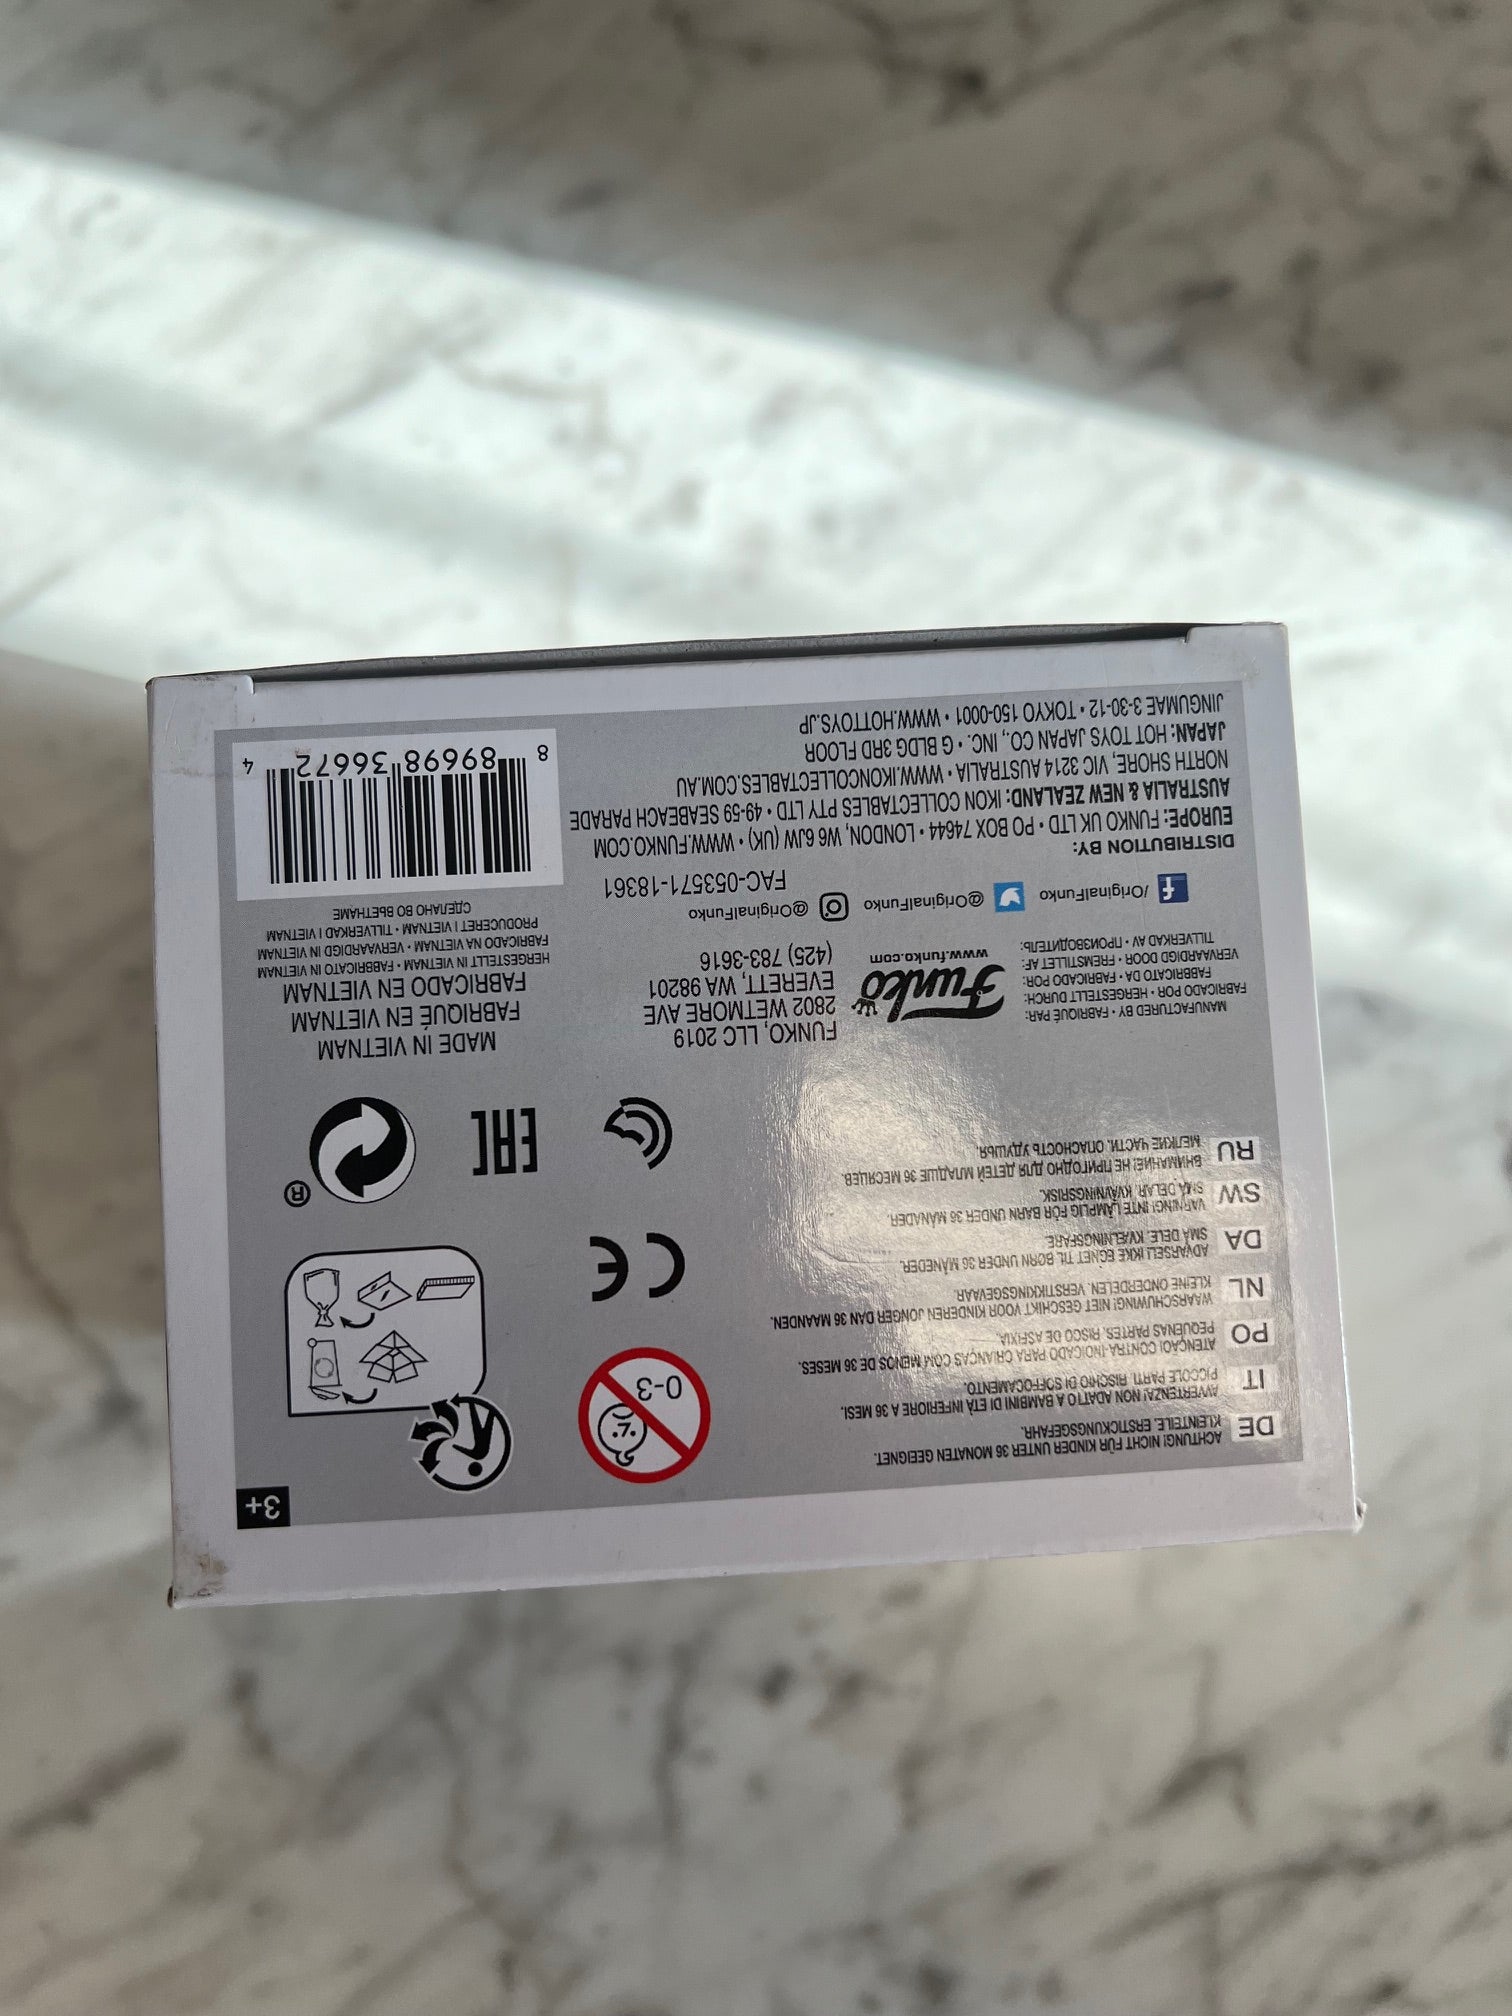 3+
DE ACHTUNG! NICHT FÜR KINDER UNTER 36 MONATEN GEEIGNET.
KLEINTEILE. ERSTICKUNGSGEFAHR.
IT AVVERTENZA! NON ADATTO A BAMBINI DI ETÀ INFERIORE A 36 MESI.
PICCOLE PARTI. RISCHIO DI SOFFOCAMENTO.
PO ATENÇAO! CONTRA-INDICADO PARA CRIANÇAS COM MENOS DE 36 MESES.
PEQUENAS PARTES. RISCO DE ASFIXIA.
NL WAARSCHUWING! NIET GESCHIKT VOOR KINDEREN JONGER DAN 36 MAANDEN.
KLEINE ONDERDELEN. VERSTIKKINGSGEVAAR.
DA ADVARSEL! IKKE EGNET TIL BØRN UNDER 36 MÅNEDER.
SMÅ DELE. KVÆLNINGSFARE.
SW VARNING! INTE LÄMPLIG FÖR BARN UNDER 36 MÅNADER.
SMÅ DELAR. KVÄVNINGSRISK.
RU ВНИМАНИЕ! НЕ ПРИГОДНО ДЛЯ ДЕТЕЙ МЛАДШЕ 36 МЕСЯЦЕВ.
МЕЛКИЕ ЧАСТИ. ОПАСНОСТЬ УДУШЬЯ.
0-3
CE
EAC
®
MANUFACTURED BY • FABRIQUÉ PAR:
FABRICADO POR • HERGESTELLT DURCH:
FABBRICATO DA • FABRICADO POR:
VERVAARDIGD DOOR • FREMSTILLET AF:
TILLVERKAD AV • ПРОИЗВОДИТЕЛЬ:
Funko
www.funko.com
FUNKO, LLC 2019
2802 WETMORE AVE
EVERETT, WA 98201
(425) 783-3616
/OriginalFunko @OriginalFunko @OriginalFunko
FAC-053571-18361
DISTRIBUTION BY:
EUROPE: FUNKO UK LTD • PO BOX 74644 • LONDON, W6 6JW (UK) • WWW.FUNKO.COM
AUSTRALIA & NEW ZEALAND: IKON COLLECTABLES PTY LTD • 49-59 SEABEACH PARADE
NORTH SHORE, VIC 3214 AUSTRALIA • WWW.IKONCOLLECTABLES.COM.AU
JAPAN: HOT TOYS JAPAN CO., INC. • G BLDG 3RD FLOOR
JINGUMAE 3-30-12 • TOKYO 150-0001 • WWW.HOTTOYS.JP
MADE IN VIETNAM
FABRIQUÉ EN VIETNAM
FABRICADO EN VIETNAM
HERGESTELLT IN VIETNAM • FABBRICATO IN VIETNAM
FABRICADO NA VIETNAM • VERVAARDIGD IN VIETNAM
PRODUCERET I VIETNAM • TILLVERKAD I VIETNAM
СДЕЛАНО ВО ВЬЕТНАМЕ
8 89698 36672 4